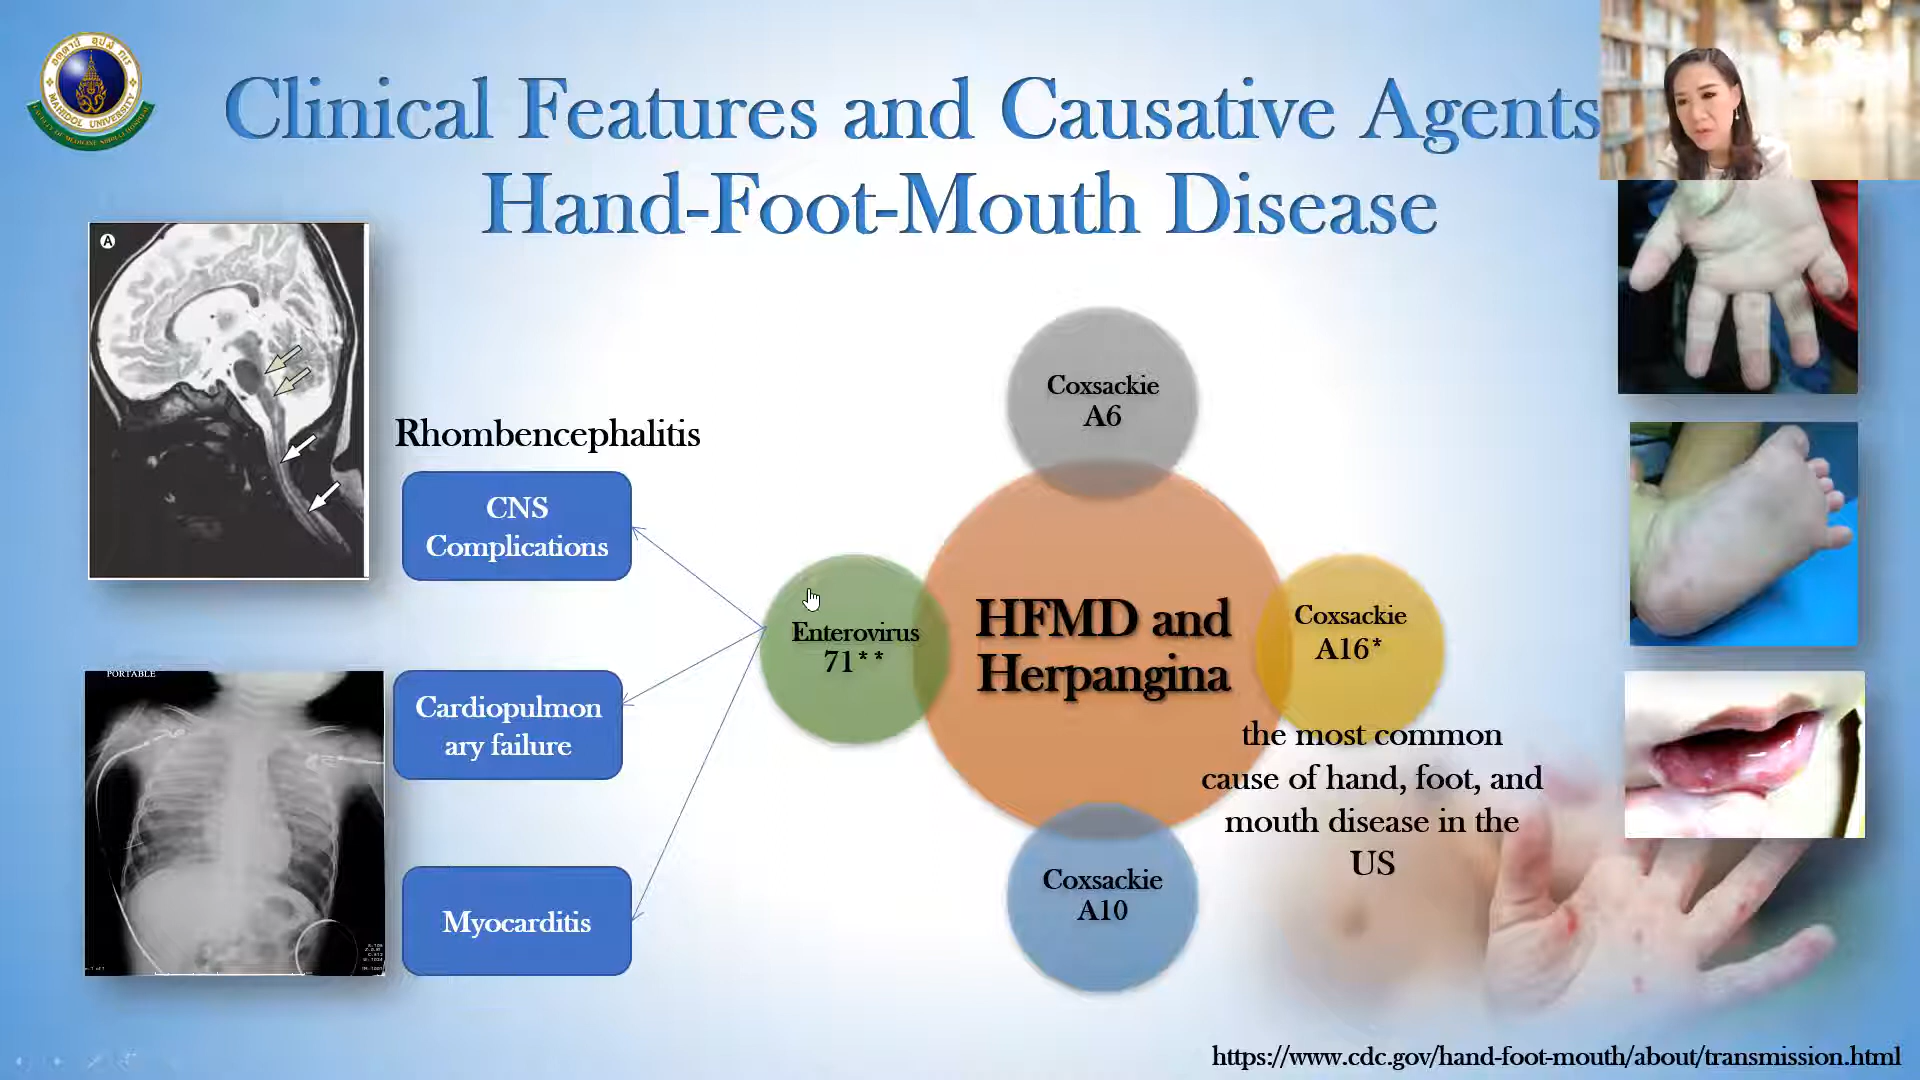 Clinical Features and Causative Agents
Hand-Foot-Mouth Disease
MAHIDOL UNIVERSITY
A
Rhombencephalitis
CNS
Complications
Cardiopulmon
ary failure
Myocarditis
PORTABLE
Coxsackie
A6
Enterovirus
71**
HFMD and
Herpangina
Coxsackie
A16*
the most common
cause of hand, foot, and
mouth disease in the
US
Coxsackie
A10
https://www.cdc.gov/hand-foot-mouth/about/transmission.html